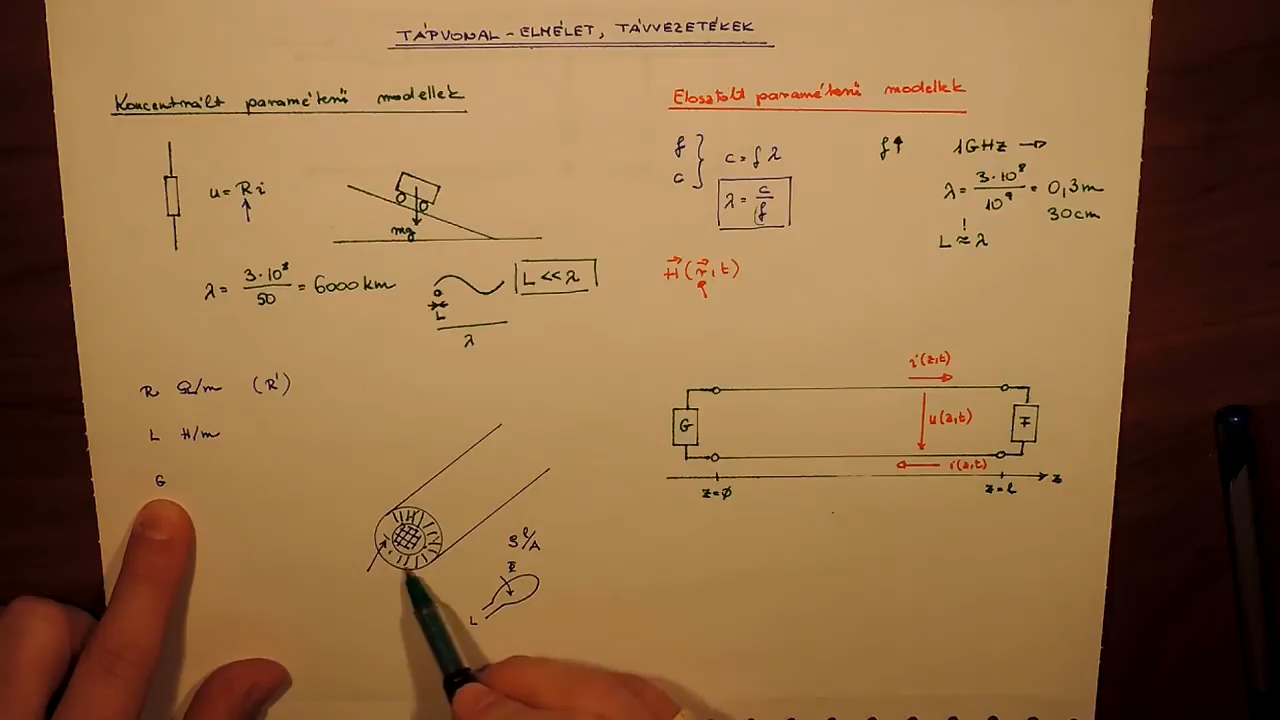 TÁPVONAL - ELMÉLET, TÁVVEZETÉKEK
Koncentrált paraméterű modellek
u = R i
mg
λ = 3·10⁸/50 = 6000 km
L << λ
L
λ
R Ω/m (R')
L H/m
G
ρ l/A
Φ
L
Elosztott paraméterű modellek
f
c
c = f λ
λ = c/f
f↑ 1GHz →
λ = 3·10⁸/10⁹ = 0,3m
30cm
!
L ≈ λ
H(r,t)
i(z,t)
G
u(z,t)
F
i(z,t)
z=ø
z=l
z